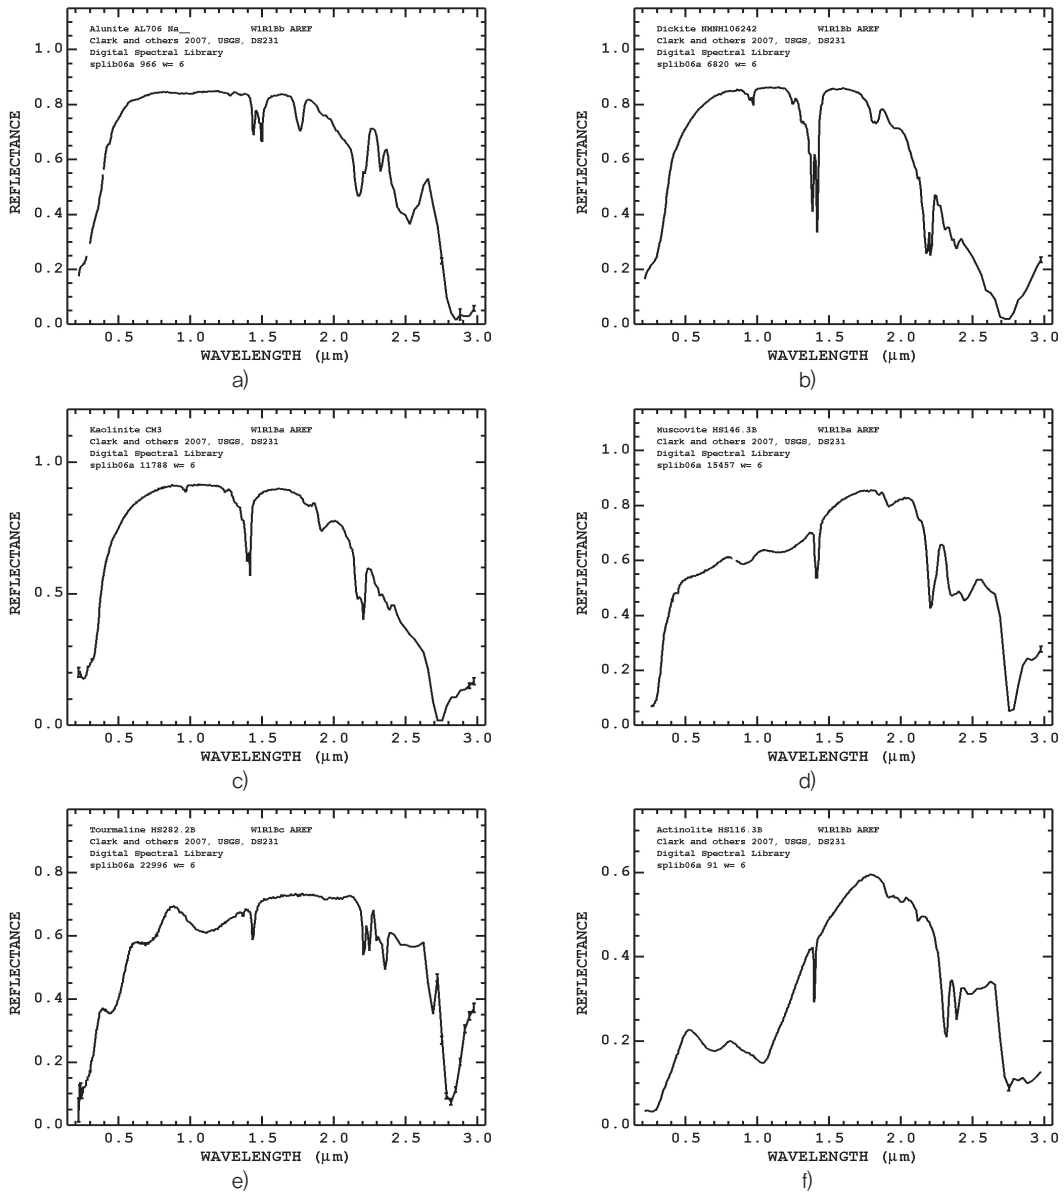 Alunite AL706 Na__ W1R1Bb AREF
Clark and others 2007, USGS, DS231
Digital Spectral Library
splib06a 966 w= 6
REFLECTANCE
1.0
0.8
0.6
0.4
0.2
0.0
0.5 1.0 1.5 2.0 2.5 3.0
WAVELENGTH (μm)
a)
Dickite NMNH106242 W1R1Bb AREF
Clark and others 2007, USGS, DS231
Digital Spectral Library
splib06a 6820 w= 6
REFLECTANCE
1.0
0.8
0.6
0.4
0.2
0.0
0.5 1.0 1.5 2.0 2.5 3.0
WAVELENGTH (μm)
b)
Kaolinite CM3 W1R1Ba AREF
Clark and others 2007, USGS, DS231
Digital Spectral Library
splib06a 11788 w= 6
REFLECTANCE
1.0
0.5
0.0
0.5 1.0 1.5 2.0 2.5 3.0
WAVELENGTH (μm)
c)
Muscovite HS146.3B W1R1Ba AREF
Clark and others 2007, USGS, DS231
Digital Spectral Library
splib06a 15457 w= 6
REFLECTANCE
1.0
0.8
0.6
0.4
0.2
0.0
0.5 1.0 1.5 2.0 2.5 3.0
WAVELENGTH (μm)
d)
Tourmaline HS282.2B W1R1Bc AREF
Clark and others 2007, USGS, DS231
Digital Spectral Library
splib06a 22996 w= 6
REFLECTANCE
0.8
0.6
0.4
0.2
0.0
0.5 1.0 1.5 2.0 2.5 3.0
WAVELENGTH (μm)
e)
Actinolite HS116.3B W1R1Bb AREF
Clark and others 2007, USGS, DS231
Digital Spectral Library
splib06a 91 w= 6
REFLECTANCE
0.6
0.4
0.2
0.0
0.5 1.0 1.5 2.0 2.5 3.0
WAVELENGTH (μm)
f)